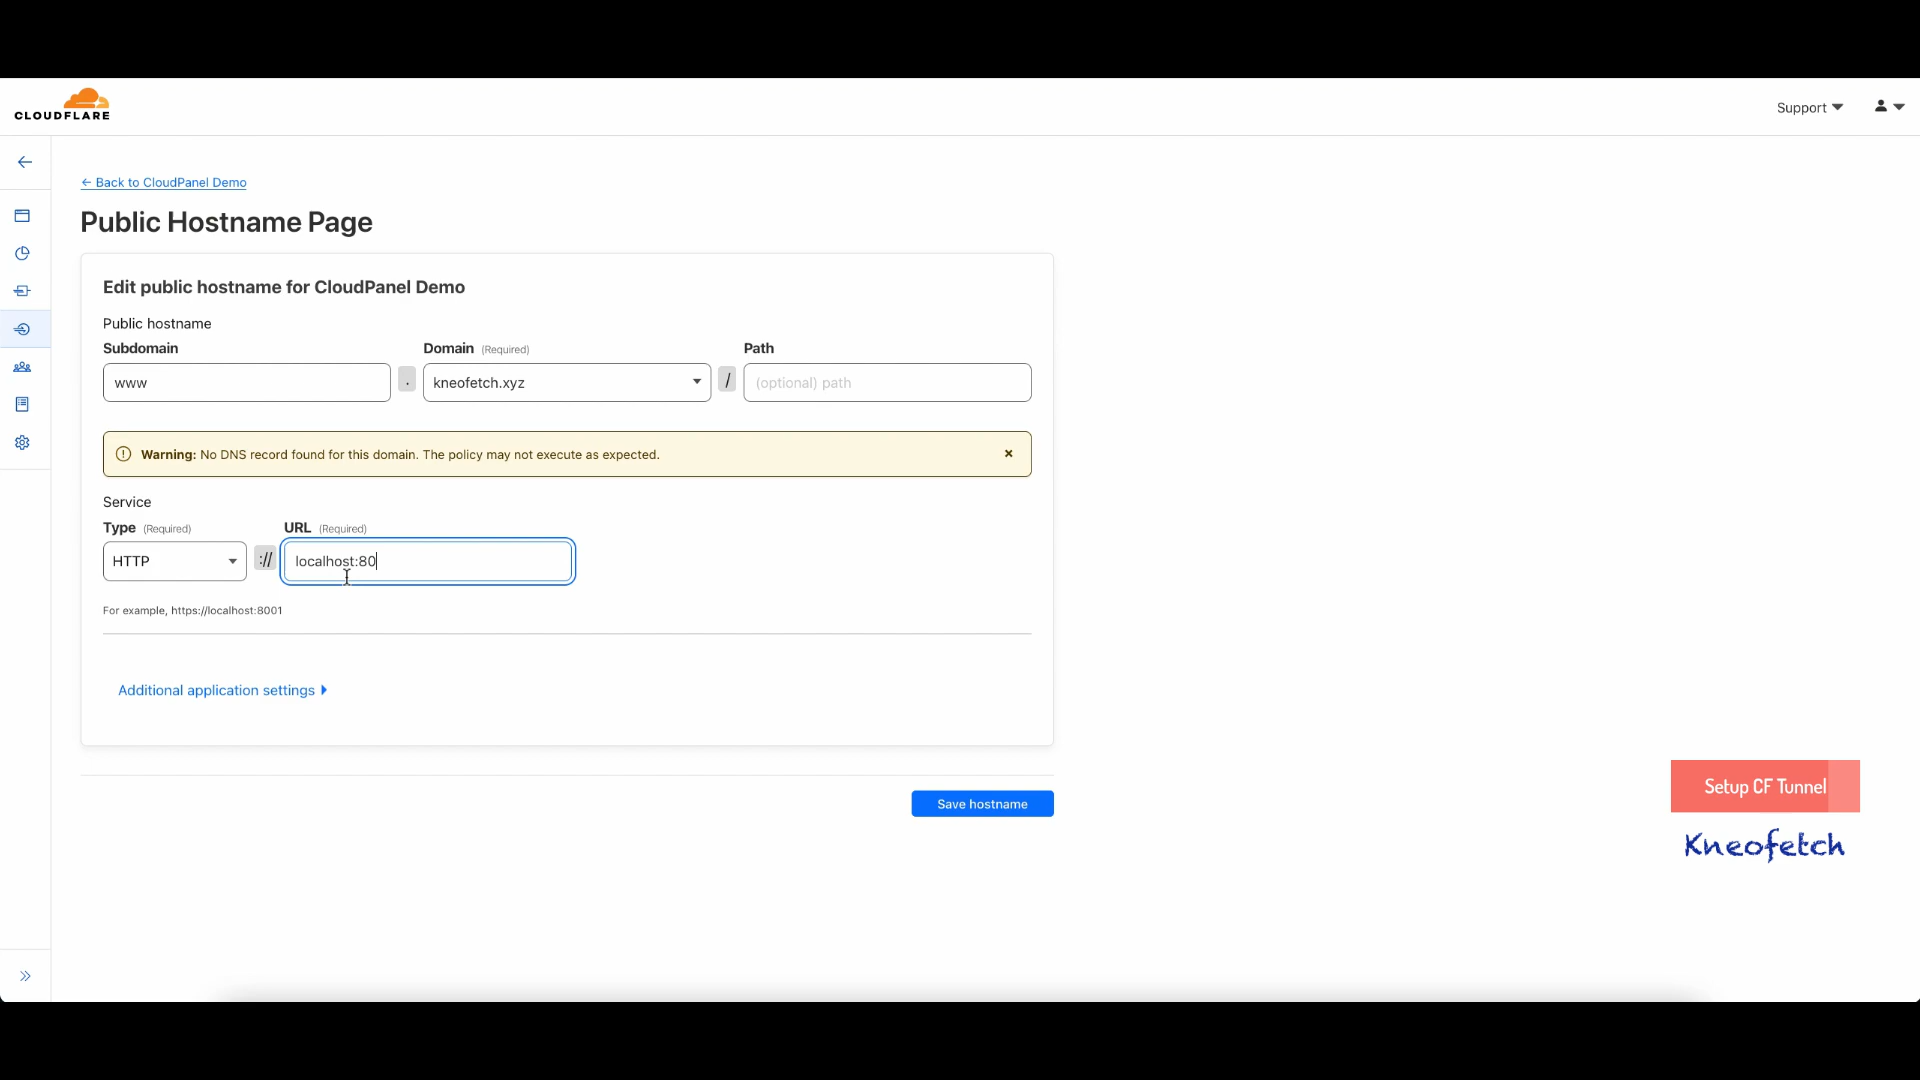 CLOUDFLARE
Support
← Back to CloudPanel Demo
Public Hostname Page
Edit public hostname for CloudPanel Demo
Public hostname
Subdomain
Domain (Required)
Path
www
.
kneofetch.xyz
/
(optional) path
Warning: No DNS record found for this domain. The policy may not execute as expected.
Service
Type (Required)
URL (Required)
HTTP
://
localhost:80
For example, https://localhost:8001
Additional application settings
Save hostname
Setup CF Tunnel
Kneofetch